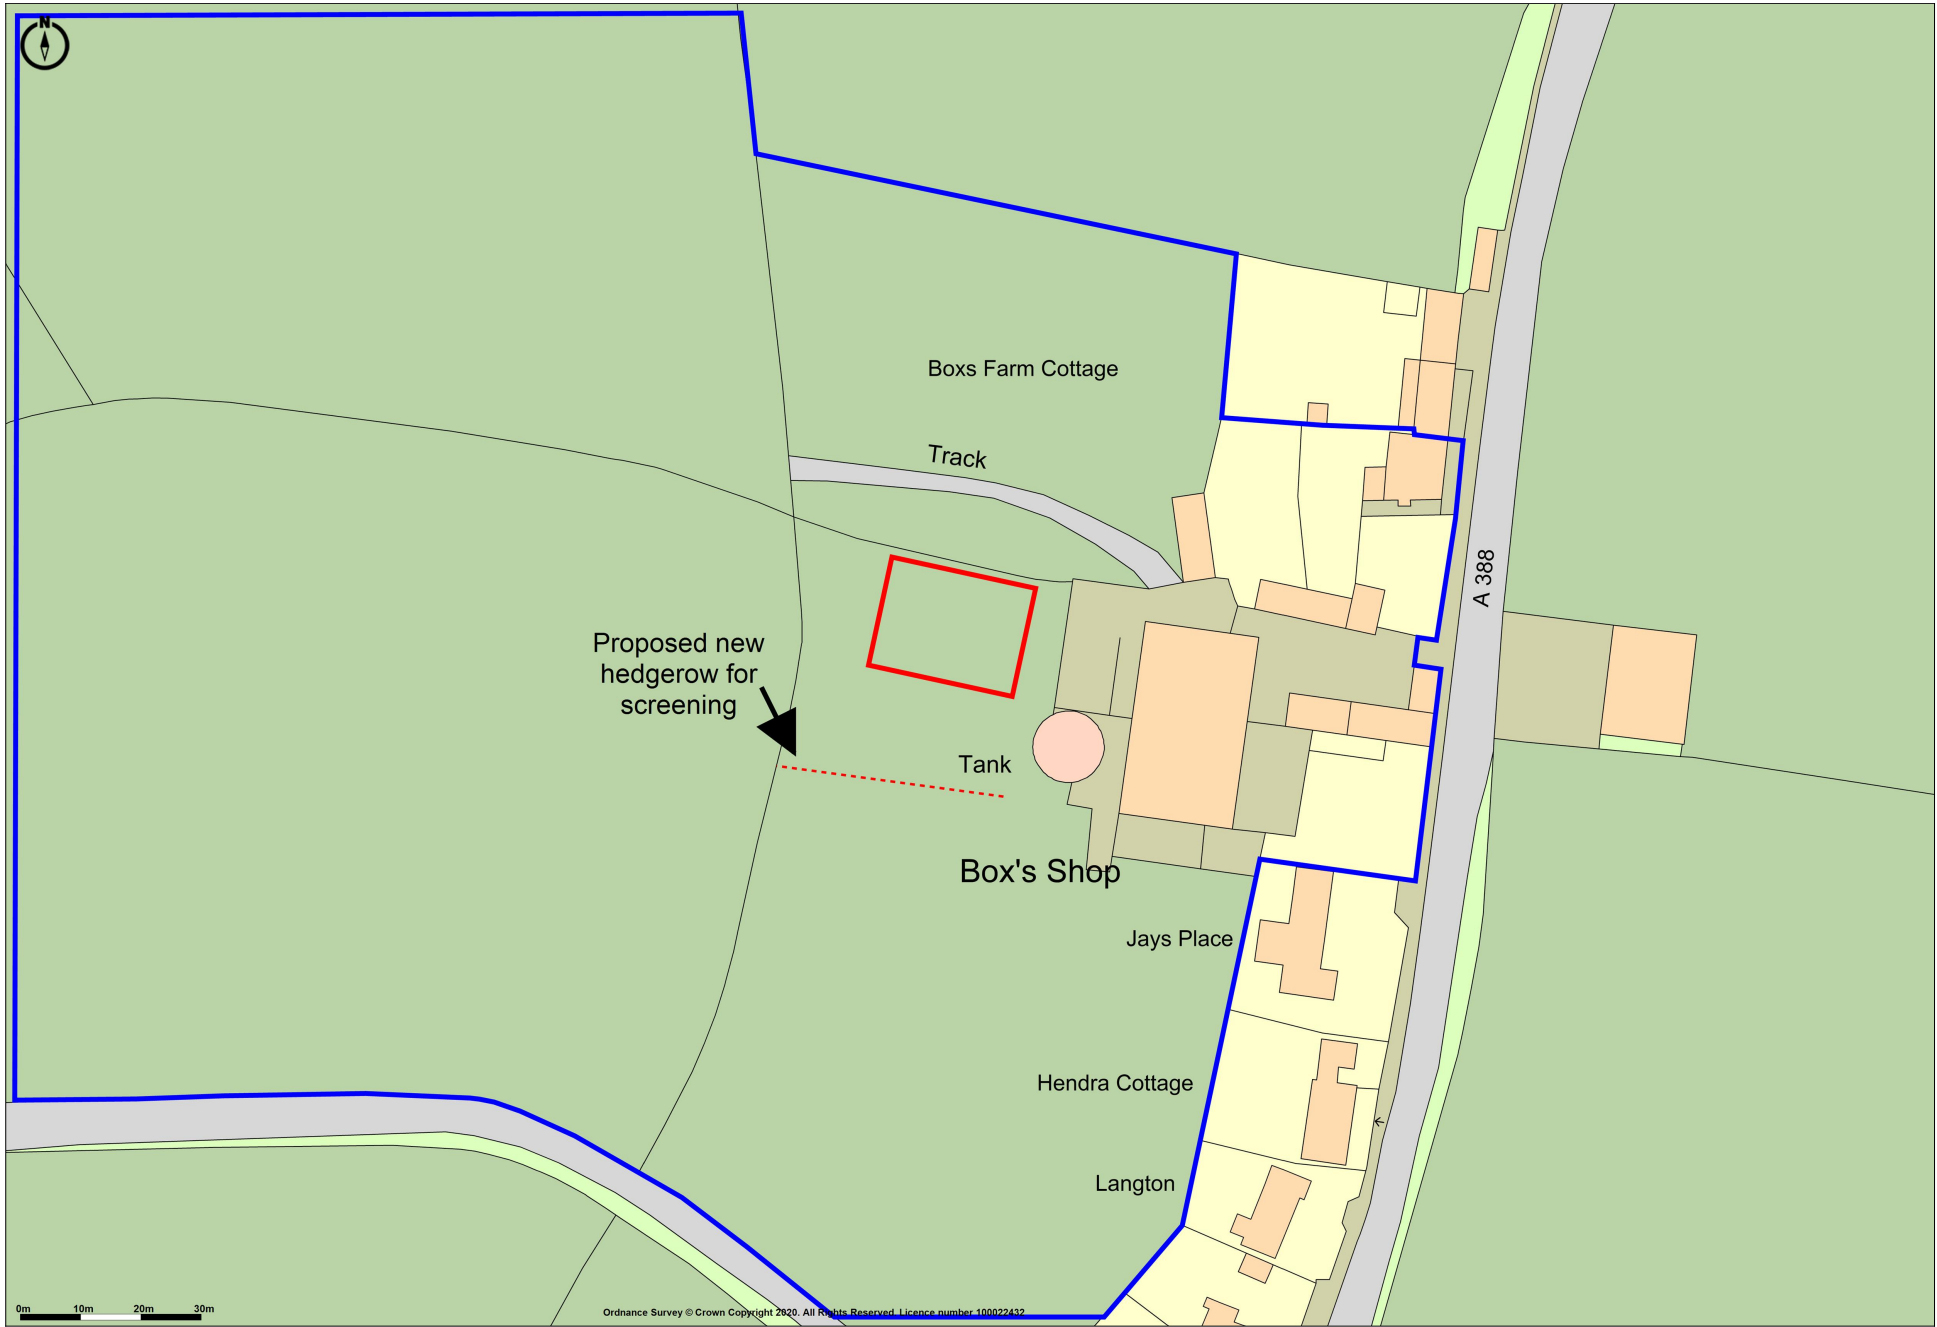 N
Boxs Farm Cottage
Track
A 388
Proposed new
hedgerow for
screening
Tank
Box's Shop
Jays Place
Hendra Cottage
Langton
0m 10m 20m 30m
Ordnance Survey © Crown Copyright 2020. All Rights Reserved. Licence number 100022432